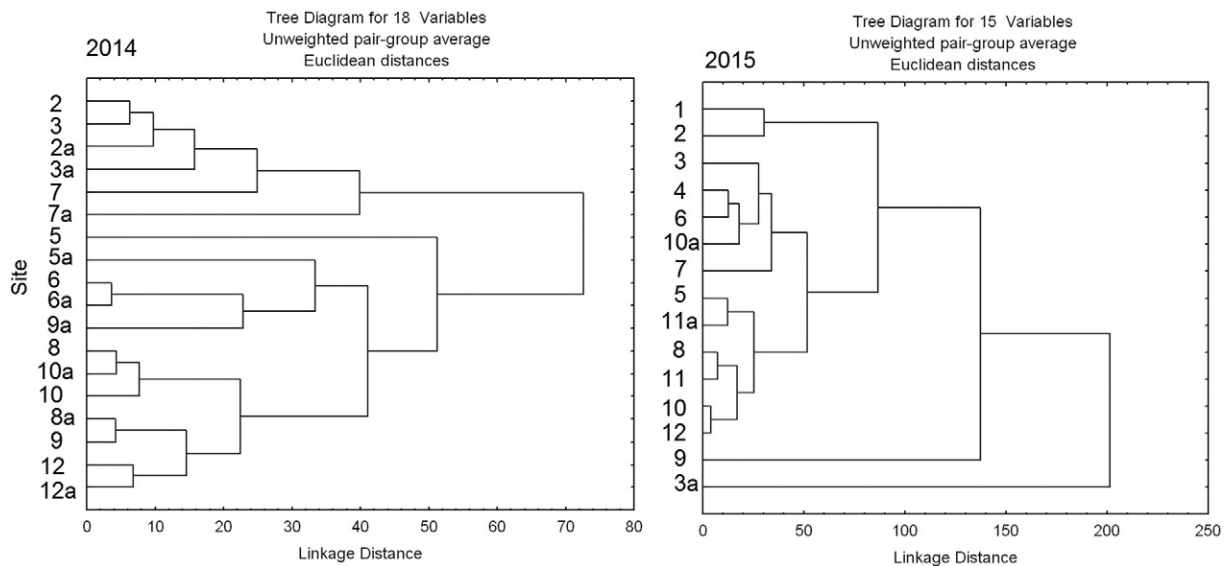 Tree Diagram for 18 Variables
Unweighted pair-group average
Euclidean distances
2014
Site
2
3
2a
3a
7
7a
5
5a
6
6a
9a
8
10a
10
8a
9
12
12a
0 10 20 30 40 50 60 70 80
Linkage Distance
Tree Diagram for 15 Variables
Unweighted pair-group average
Euclidean distances
2015
1
2
3
4
6
10a
7
5
11a
8
11
10
12
9
3a
0 50 100 150 200 250
Linkage Distance